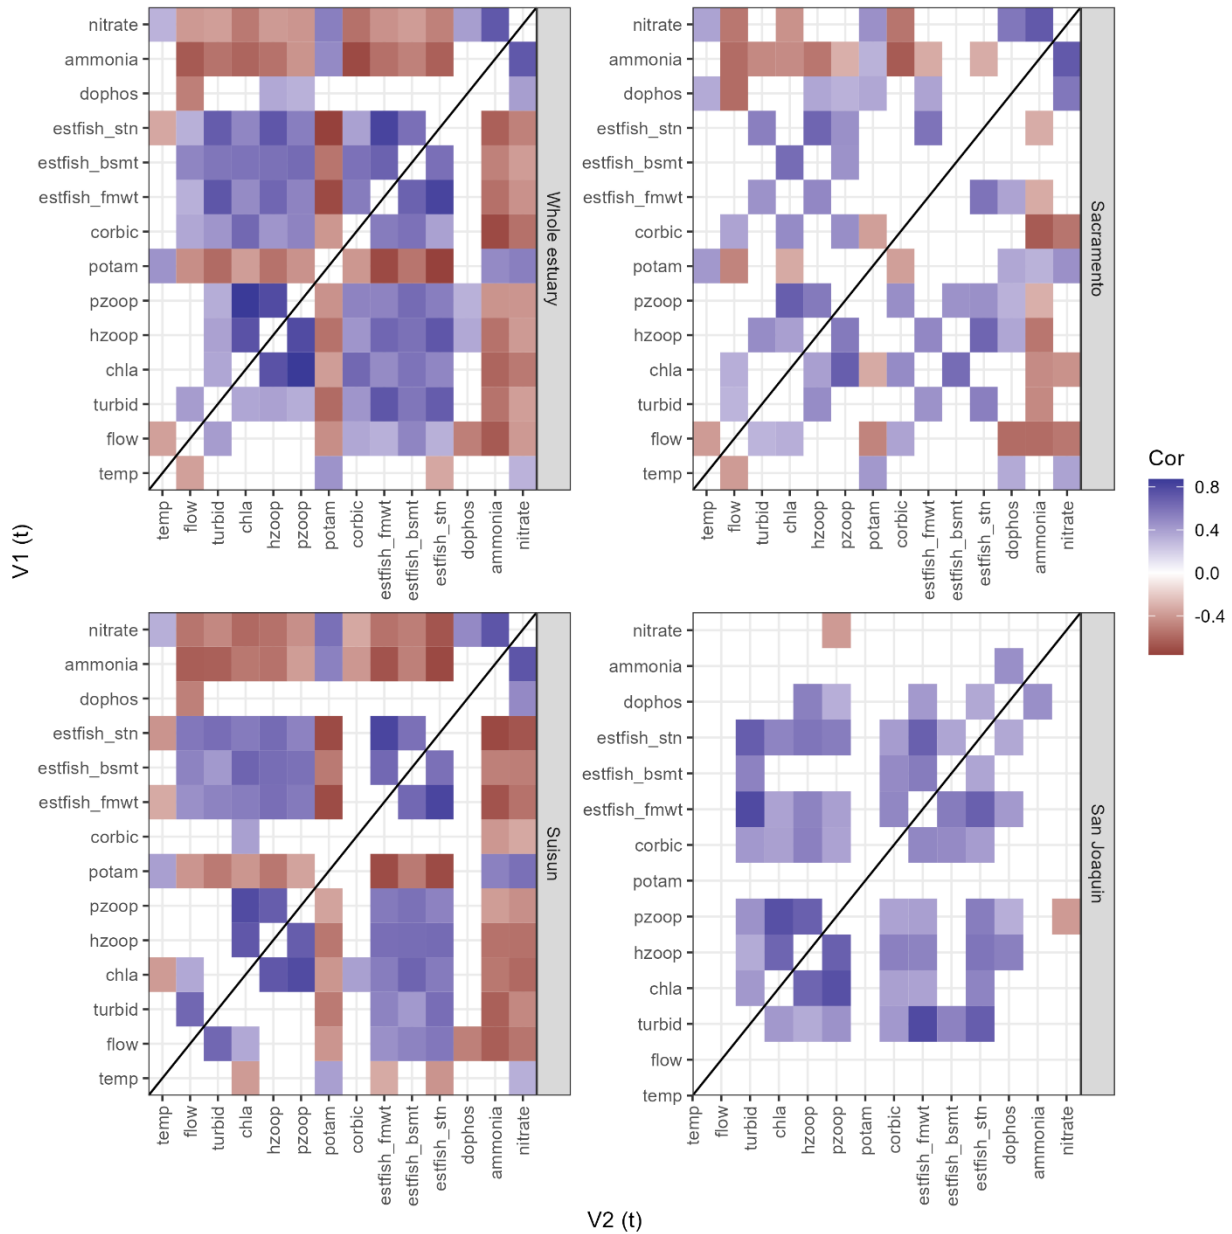 nitrate
ammonia
dophos
estfish_stn
estfish_bsmt
estfish_fmwt
corbic
potam
pzoop
hzoop
chla
turbid
flow
temp
Whole estuary
temp
flow
turbid
chla
hzoop
pzoop
potam
corbic
estfish_fmwt
estfish_bsmt
estfish_stn
dophos
ammonia
nitrate
nitrate
ammonia
dophos
estfish_stn
estfish_bsmt
estfish_fmwt
corbic
potam
pzoop
hzoop
chla
turbid
flow
temp
Sacramento
temp
flow
turbid
chla
hzoop
pzoop
potam
corbic
estfish_fmwt
estfish_bsmt
estfish_stn
dophos
ammonia
nitrate
Cor
0.8
0.4
0.0
-0.4
V1 (t)
nitrate
ammonia
dophos
estfish_stn
estfish_bsmt
estfish_fmwt
corbic
potam
pzoop
hzoop
chla
turbid
flow
temp
Suisun
temp
flow
turbid
chla
hzoop
pzoop
potam
corbic
estfish_fmwt
estfish_bsmt
estfish_stn
dophos
ammonia
nitrate
nitrate
ammonia
dophos
estfish_stn
estfish_bsmt
estfish_fmwt
corbic
potam
pzoop
hzoop
chla
turbid
flow
temp
San Joaquin
temp
flow
turbid
chla
hzoop
pzoop
potam
corbic
estfish_fmwt
estfish_bsmt
estfish_stn
dophos
ammonia
nitrate
V2 (t)